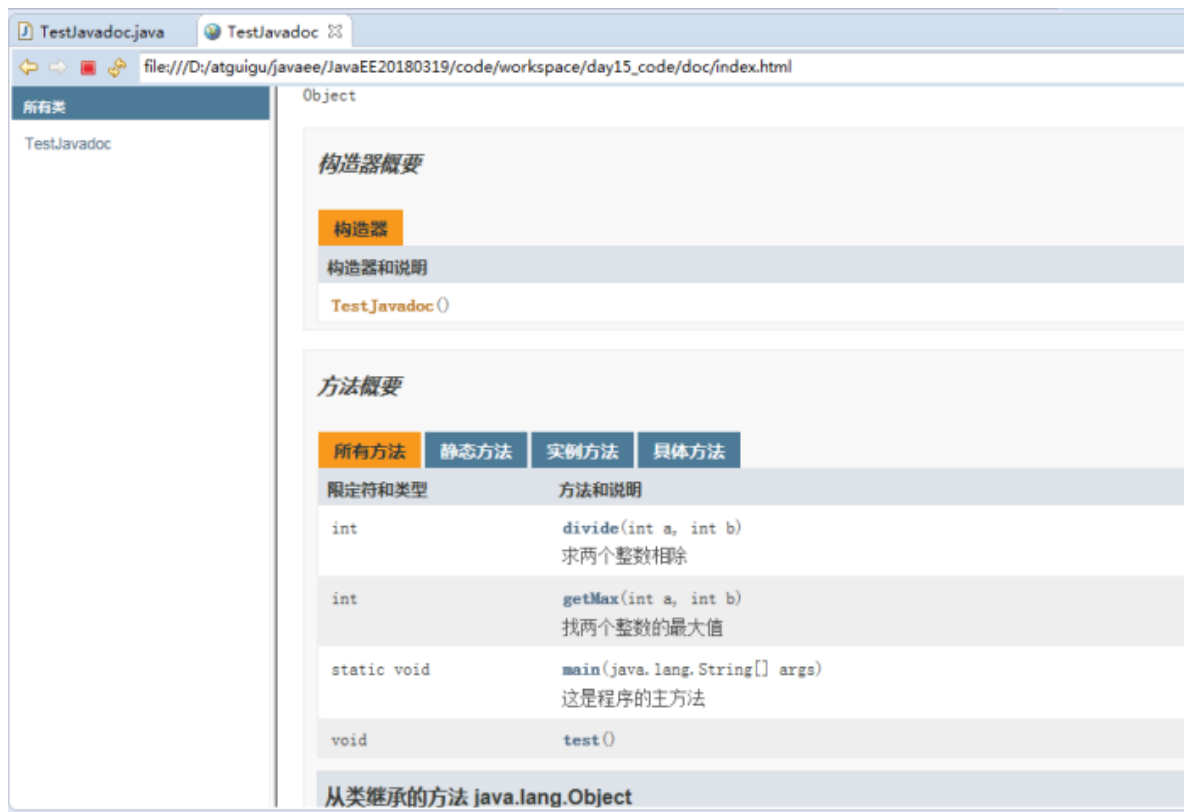 TestJavadoc.java
TestJavadoc
file:///D:/atguigu/javaee/JavaEE20180319/code/workspace/day15_code/doc/index.html
所有类
TestJavadoc
Object
构造器概要
构造器
构造器和说明
TestJavadoc()
方法概要
所有方法 静态方法 实例方法 具体方法
限定符和类型 方法和说明
int divide(int a, int b)
求两个整数相除
int getMax(int a, int b)
找两个整数的最大值
static void main(java.lang.String[] args)
这是程序的主方法
void test()
从类继承的方法 java.lang.Object